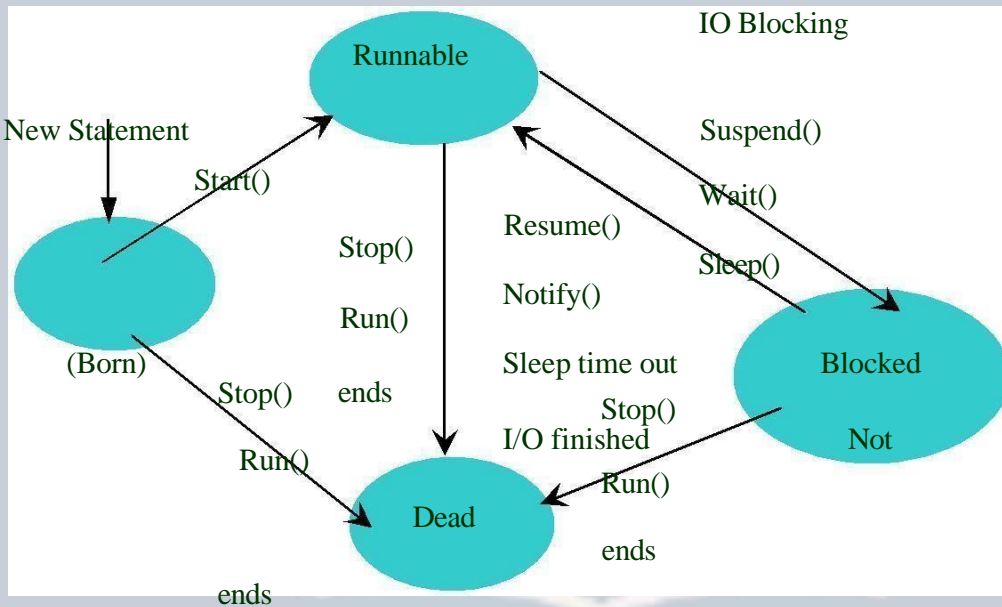 IO Blocking
Runnable
New Statement
Suspend()
Start()
Wait()
Resume()
Stop()
Sleep()
Notify()
Run()
(Born)
Sleep time out
Blocked
Stop()
ends
Stop()
I/O finished
Not
Run()
Run()
Dead
ends
ends